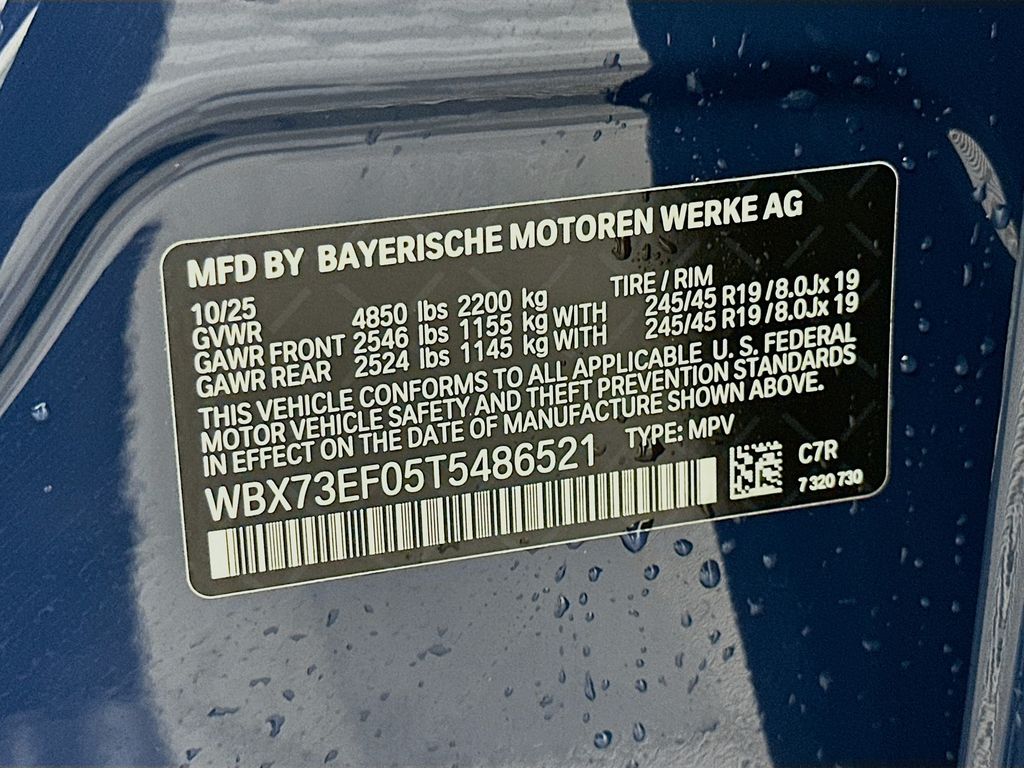 MFD BY BAYERISCHE MOTOREN WERKE AG
10/25 TIRE / RIM
GVWR 4850 lbs 2200 kg
GAWR FRONT 2546 lbs 1155 kg WITH 245/45 R19 / 8.0Jx 19
GAWR REAR 2524 lbs 1145 kg WITH 245/45 R19 / 8.0Jx 19
THIS VEHICLE CONFORMS TO ALL APPLICABLE U. S. FEDERAL
MOTOR VEHICLE SAFETY AND THEFT PREVENTION STANDARDS
IN EFFECT ON THE DATE OF MANUFACTURE SHOWN ABOVE.
WBX73EF05T5486521 TYPE: MPV
C7R
7 320 730